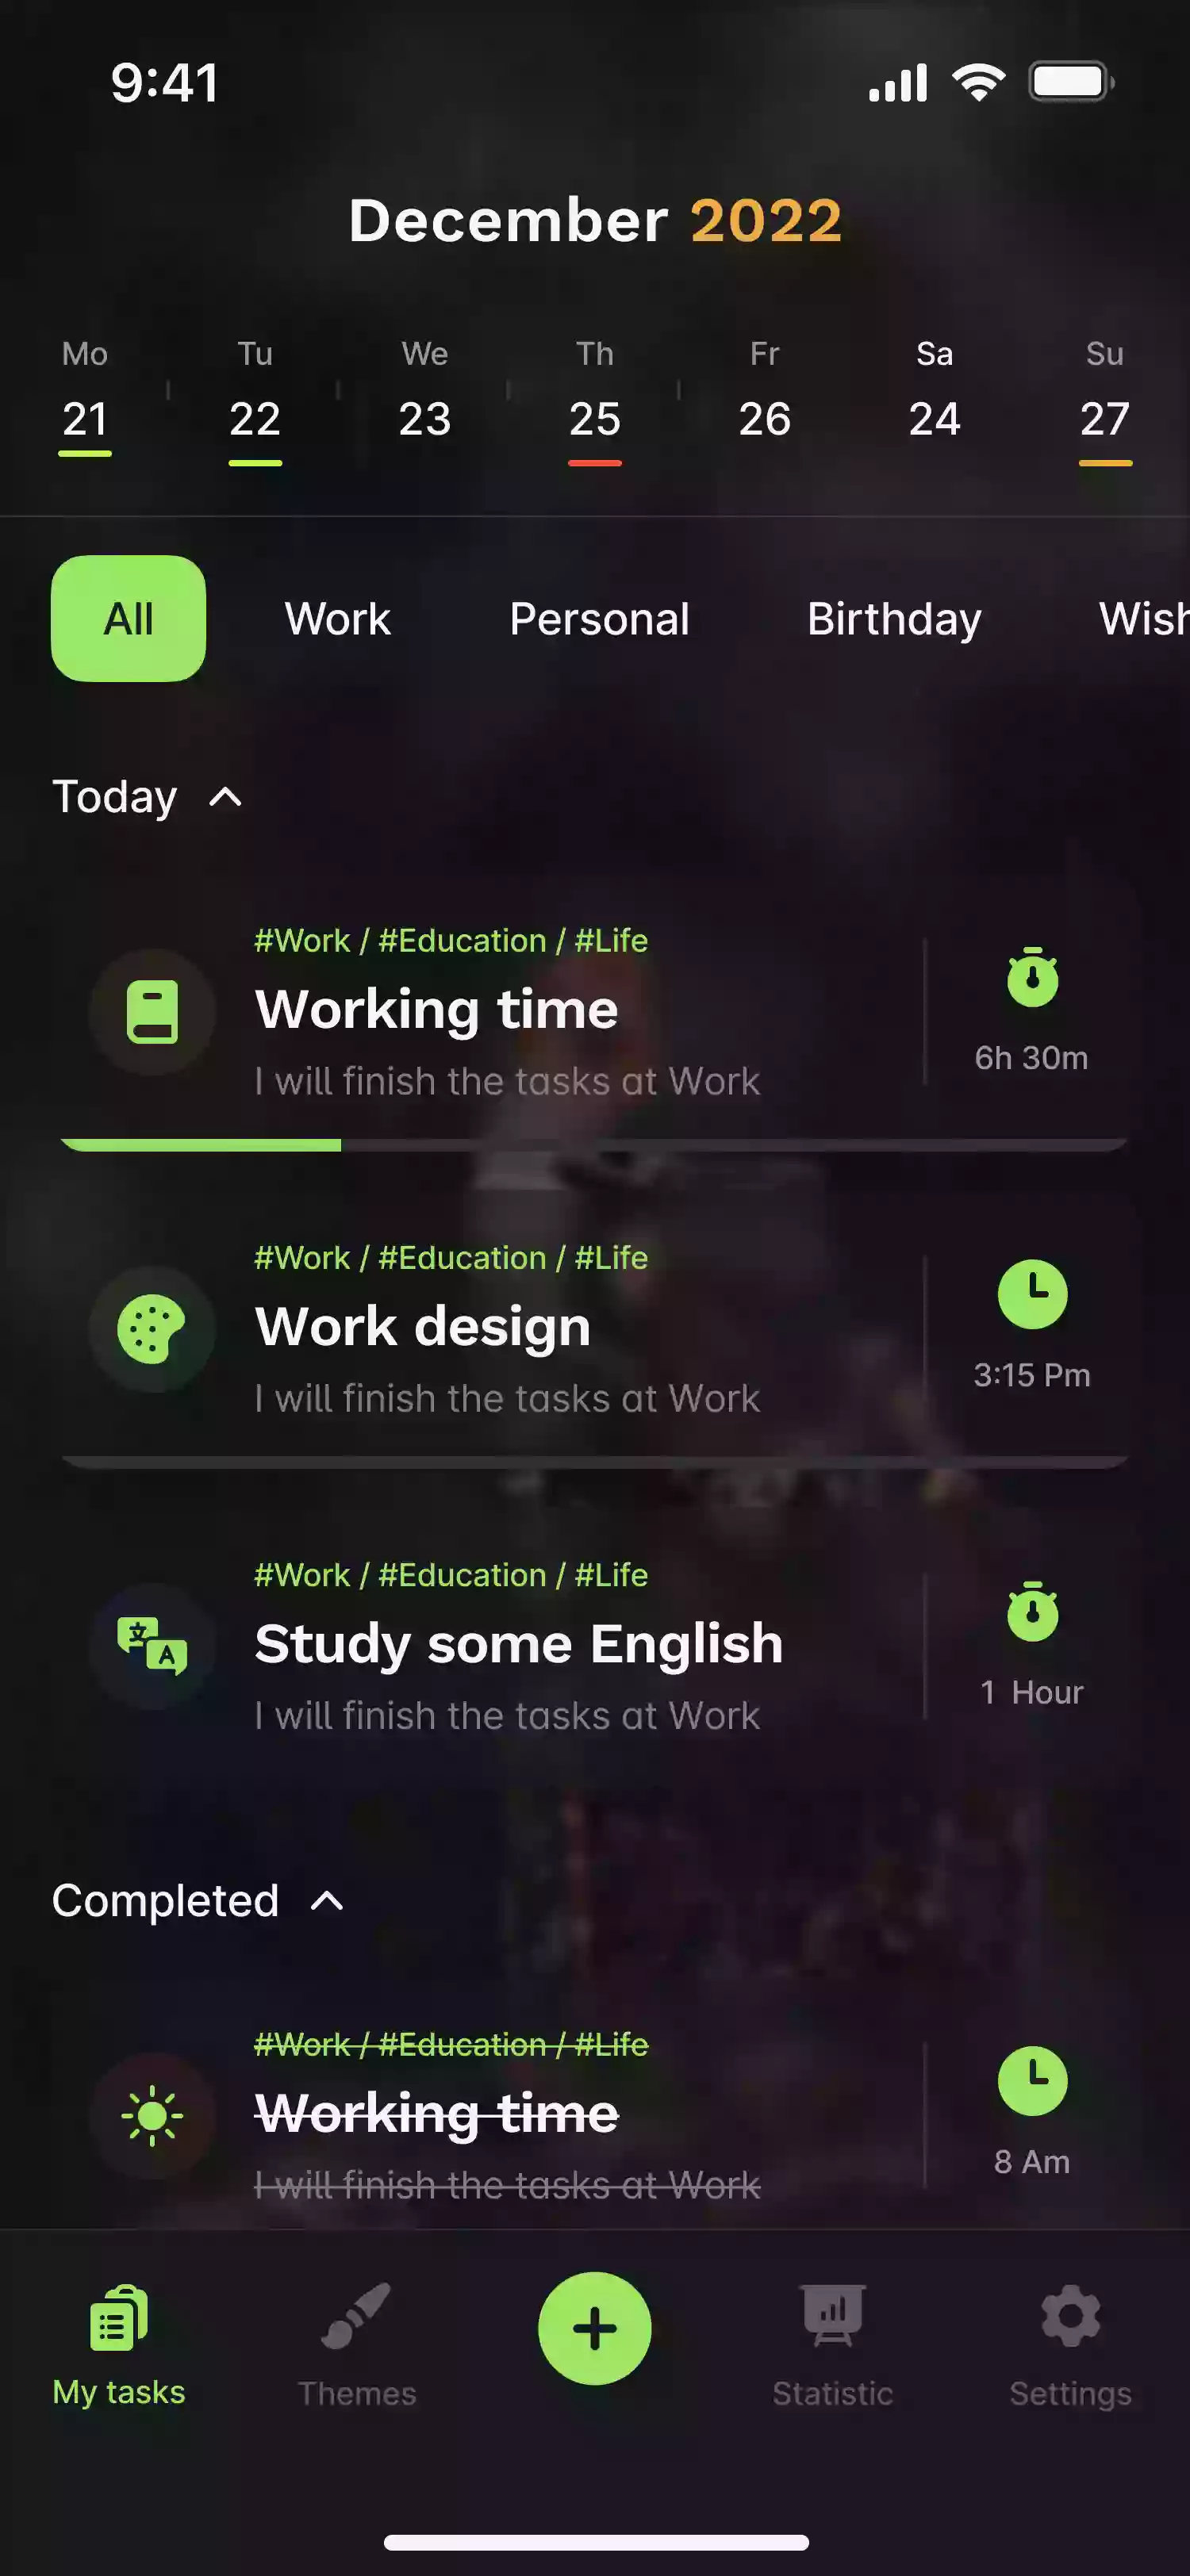 9:41
December 2022
Mo Tu We Th Fr Sa Su
21 22 23 25 26 24 27
All Work Personal Birthday Wish
Today
#Work / #Education / #Life
Working time
I will finish the tasks at Work
6h 30m
#Work / #Education / #Life
Work design
I will finish the tasks at Work
3:15 Pm
文 A
#Work / #Education / #Life
Study some English
I will finish the tasks at Work
1 Hour
Completed
#Work / #Education / #Life
Working time
I will finish the tasks at Work
8 Am
My tasks Themes Statistic Settings